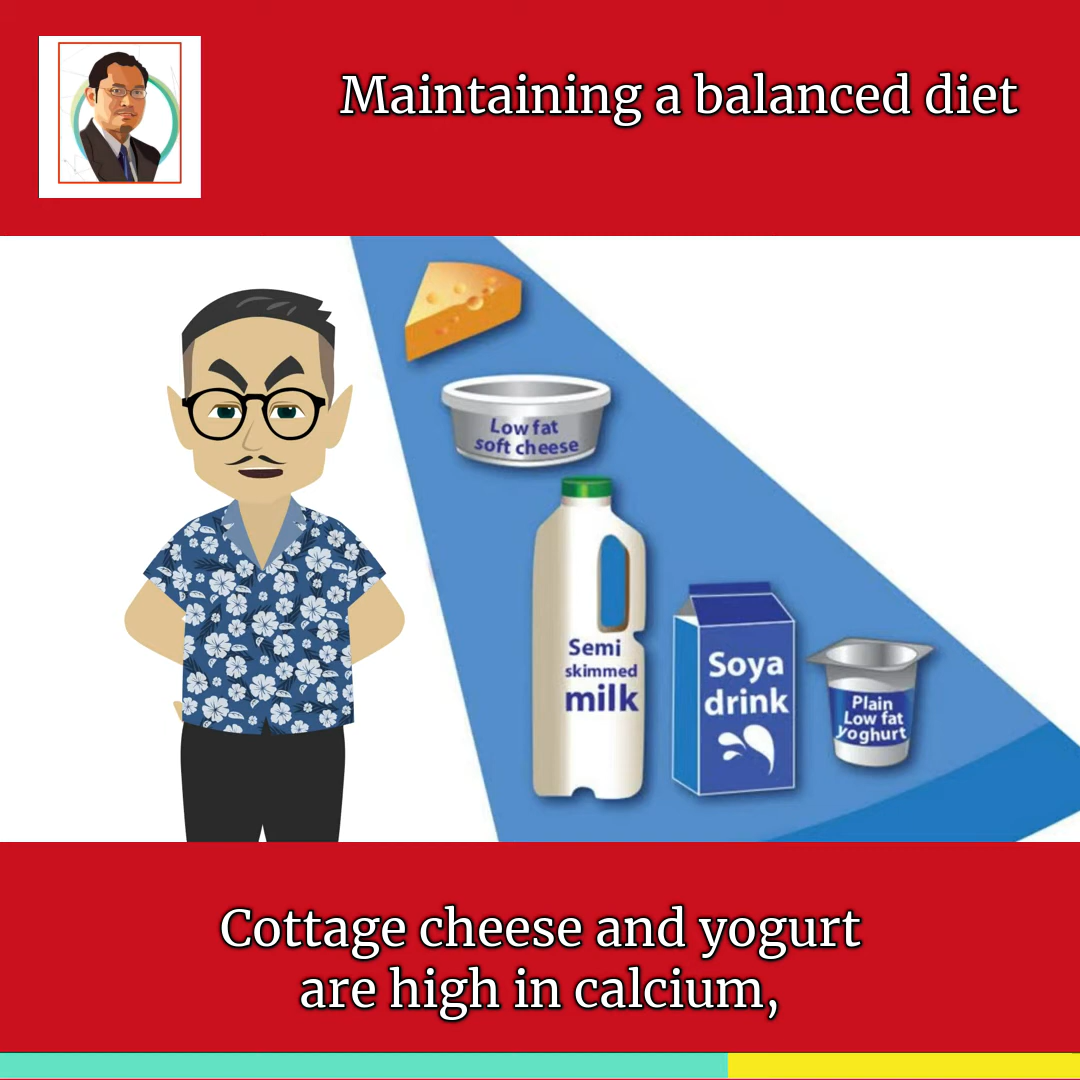 Maintaining a balanced diet
Low fat
soft cheese
Semi
skimmed
milk
Soya
drink
Plain
Low fat
yoghurt
Cottage cheese and yogurt
are high in calcium,